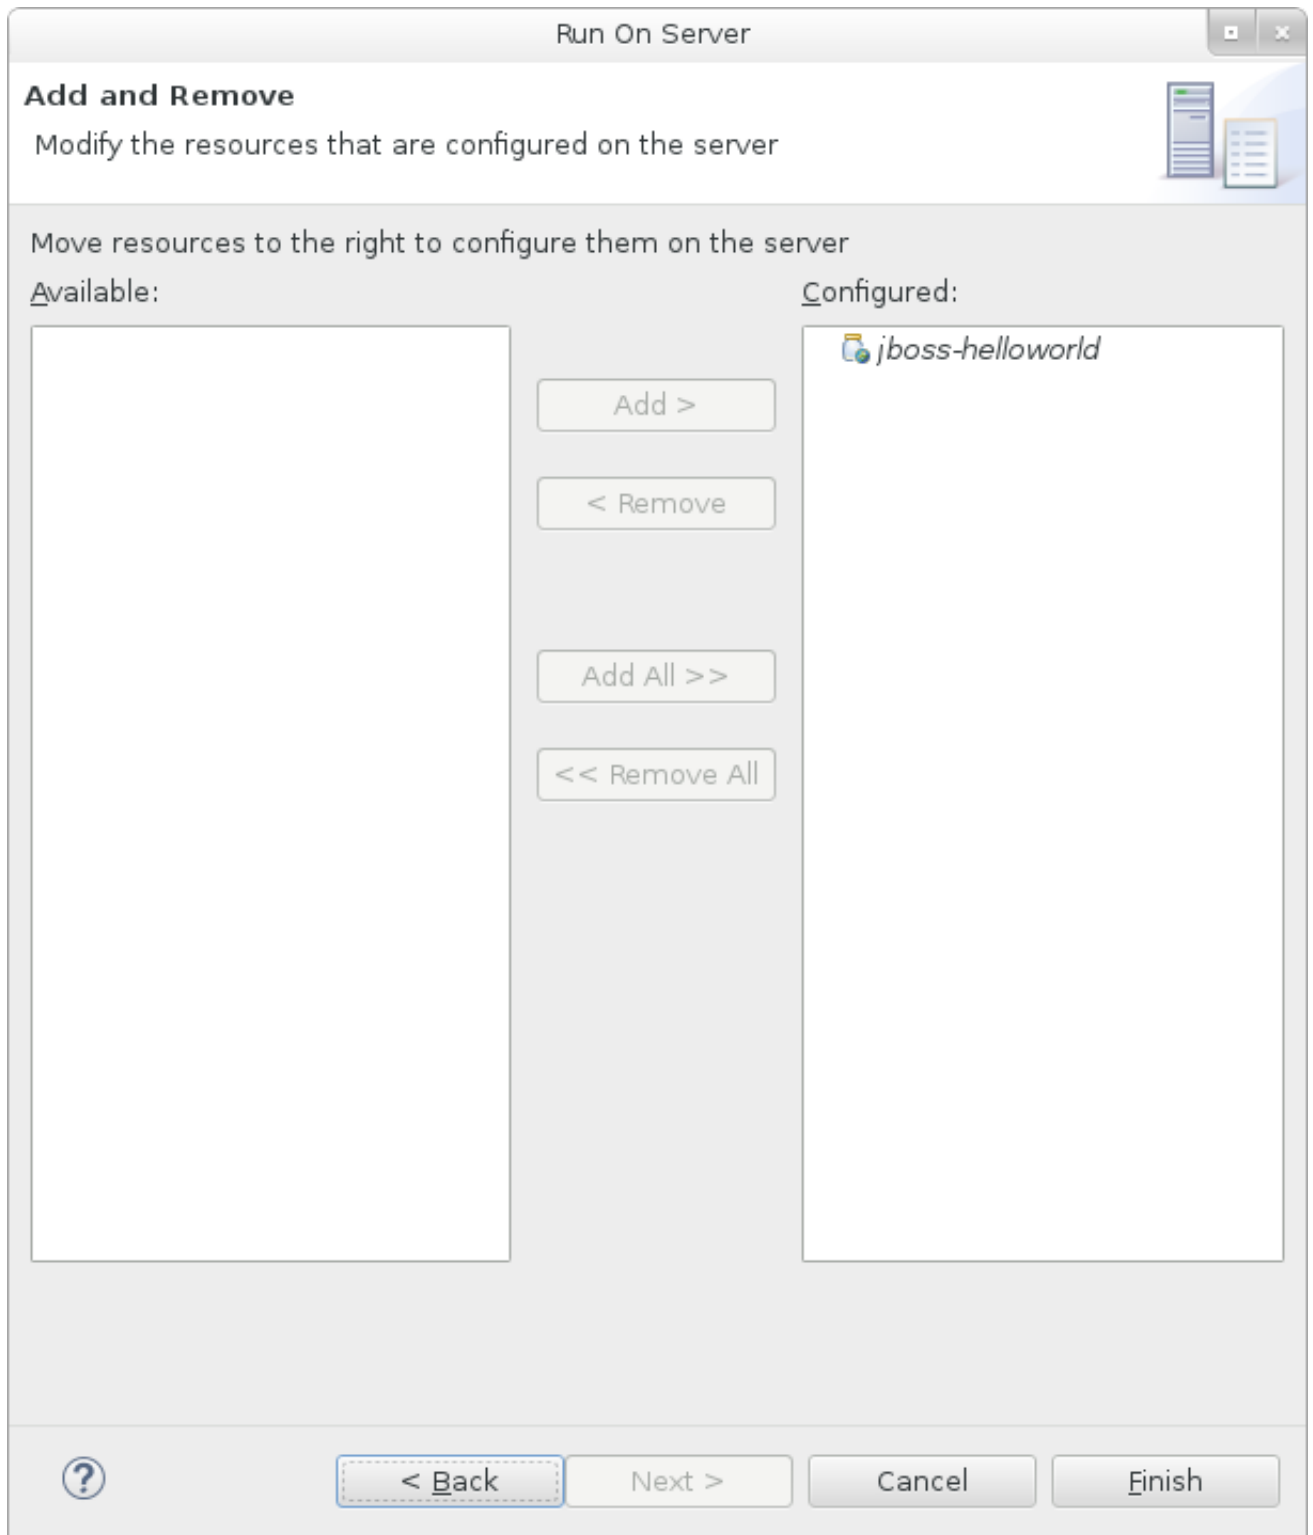 Run On Server
Add and Remove
Modify the resources that are configured on the server
Move resources to the right to configure them on the server
Available:
Configured:
jboss-helloworld
Add >
< Remove
Add All >>
<< Remove All
?
< Back
Next >
Cancel
Finish